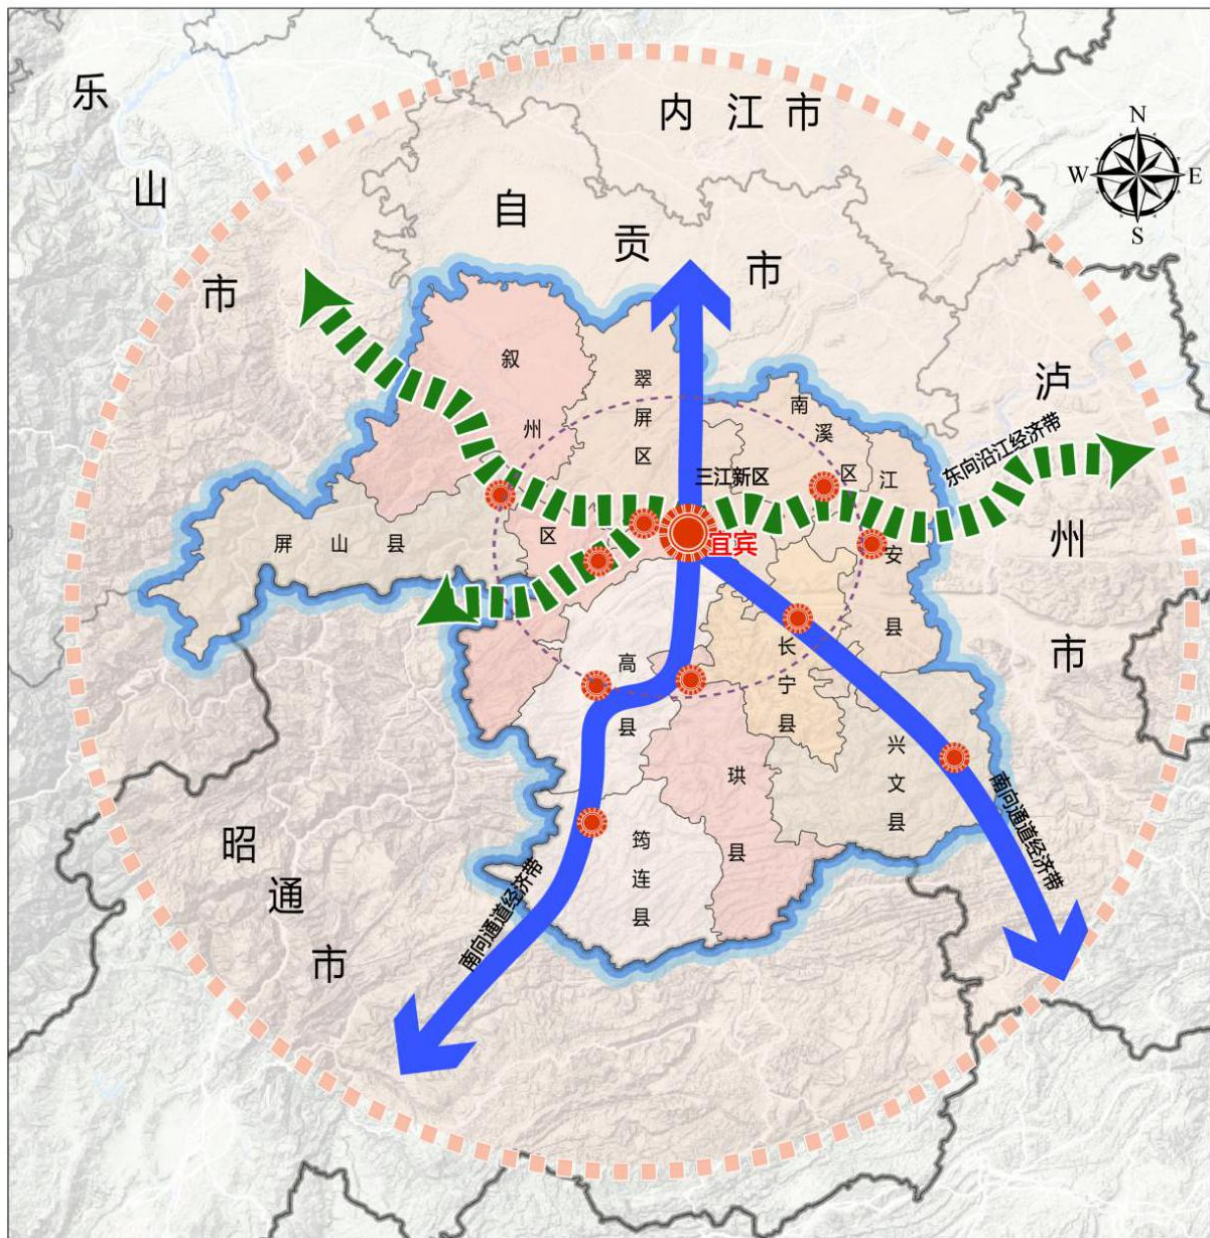 乐山市
内江市
自贡市
N
W
E
S
泸州市
叙州区
翠屏区
南溪区
三江新区
江安县
东向沿江经济带
屏山县
宜宾
高县
长宁县
珙县
兴文县
筠连县
南向通道经济带
南向通道经济带
昭通市